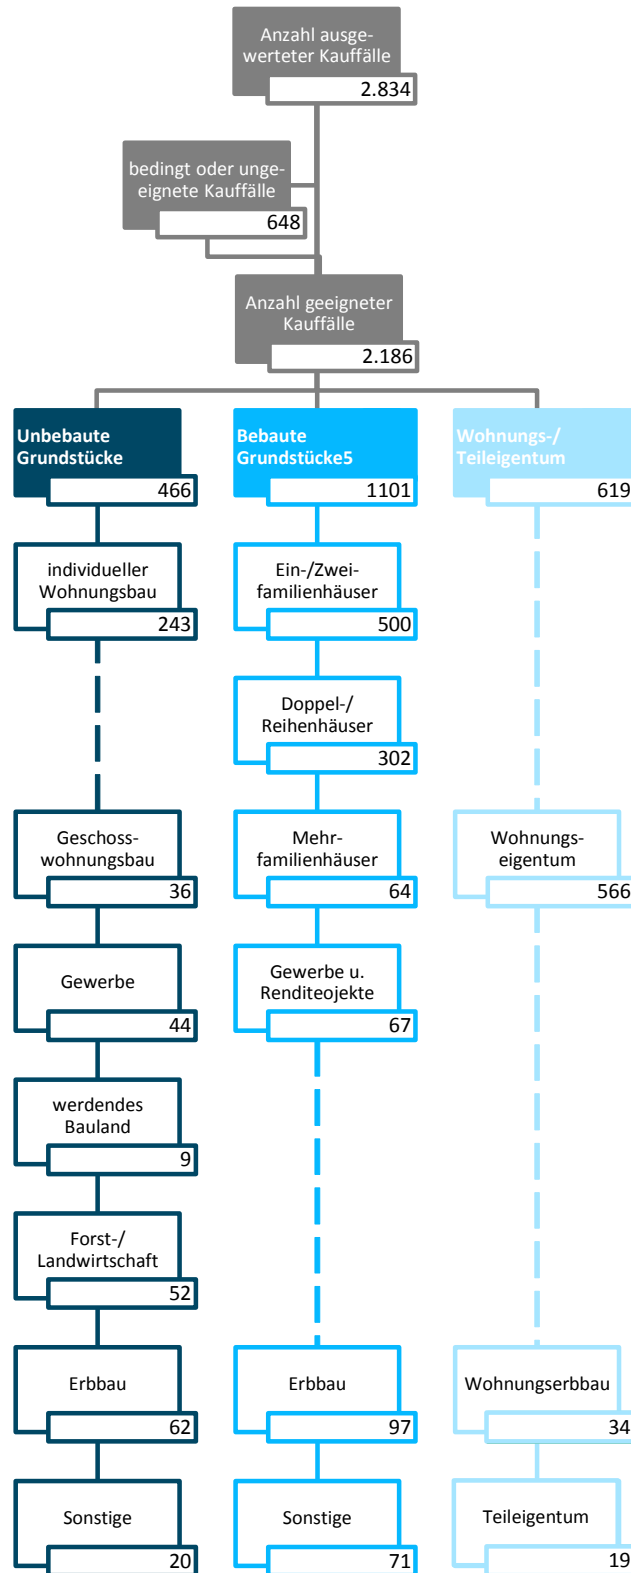 Anzahl ausge-
werteter Kauffälle
2.834
bedingt oder unge-
eignete Kauffälle
648
Anzahl geeigneter
Kauffälle
2.186
Unbebaute
Grundstücke
466
individueller
Wohnungsbau
243
Geschoss-
wohnungsbau
36
Gewerbe
44
werdendes
Bauland
9
Forst-/
Landwirtschaft
52
Erbbau
62
Sonstige
20
Bebaute
Grundstücke5
1101
Ein-/Zwei-
familienhäuser
500
Doppel-/
Reihenhäuser
302
Mehr-
familienhäuser
64
Gewerbe u.
Renditeojekte
67
Erbbau
97
Sonstige
71
Wohnungs-/
Teileigentum
619
Wohnungs-
eigentum
566
Wohnungserbbau
34
Teileigentum
19